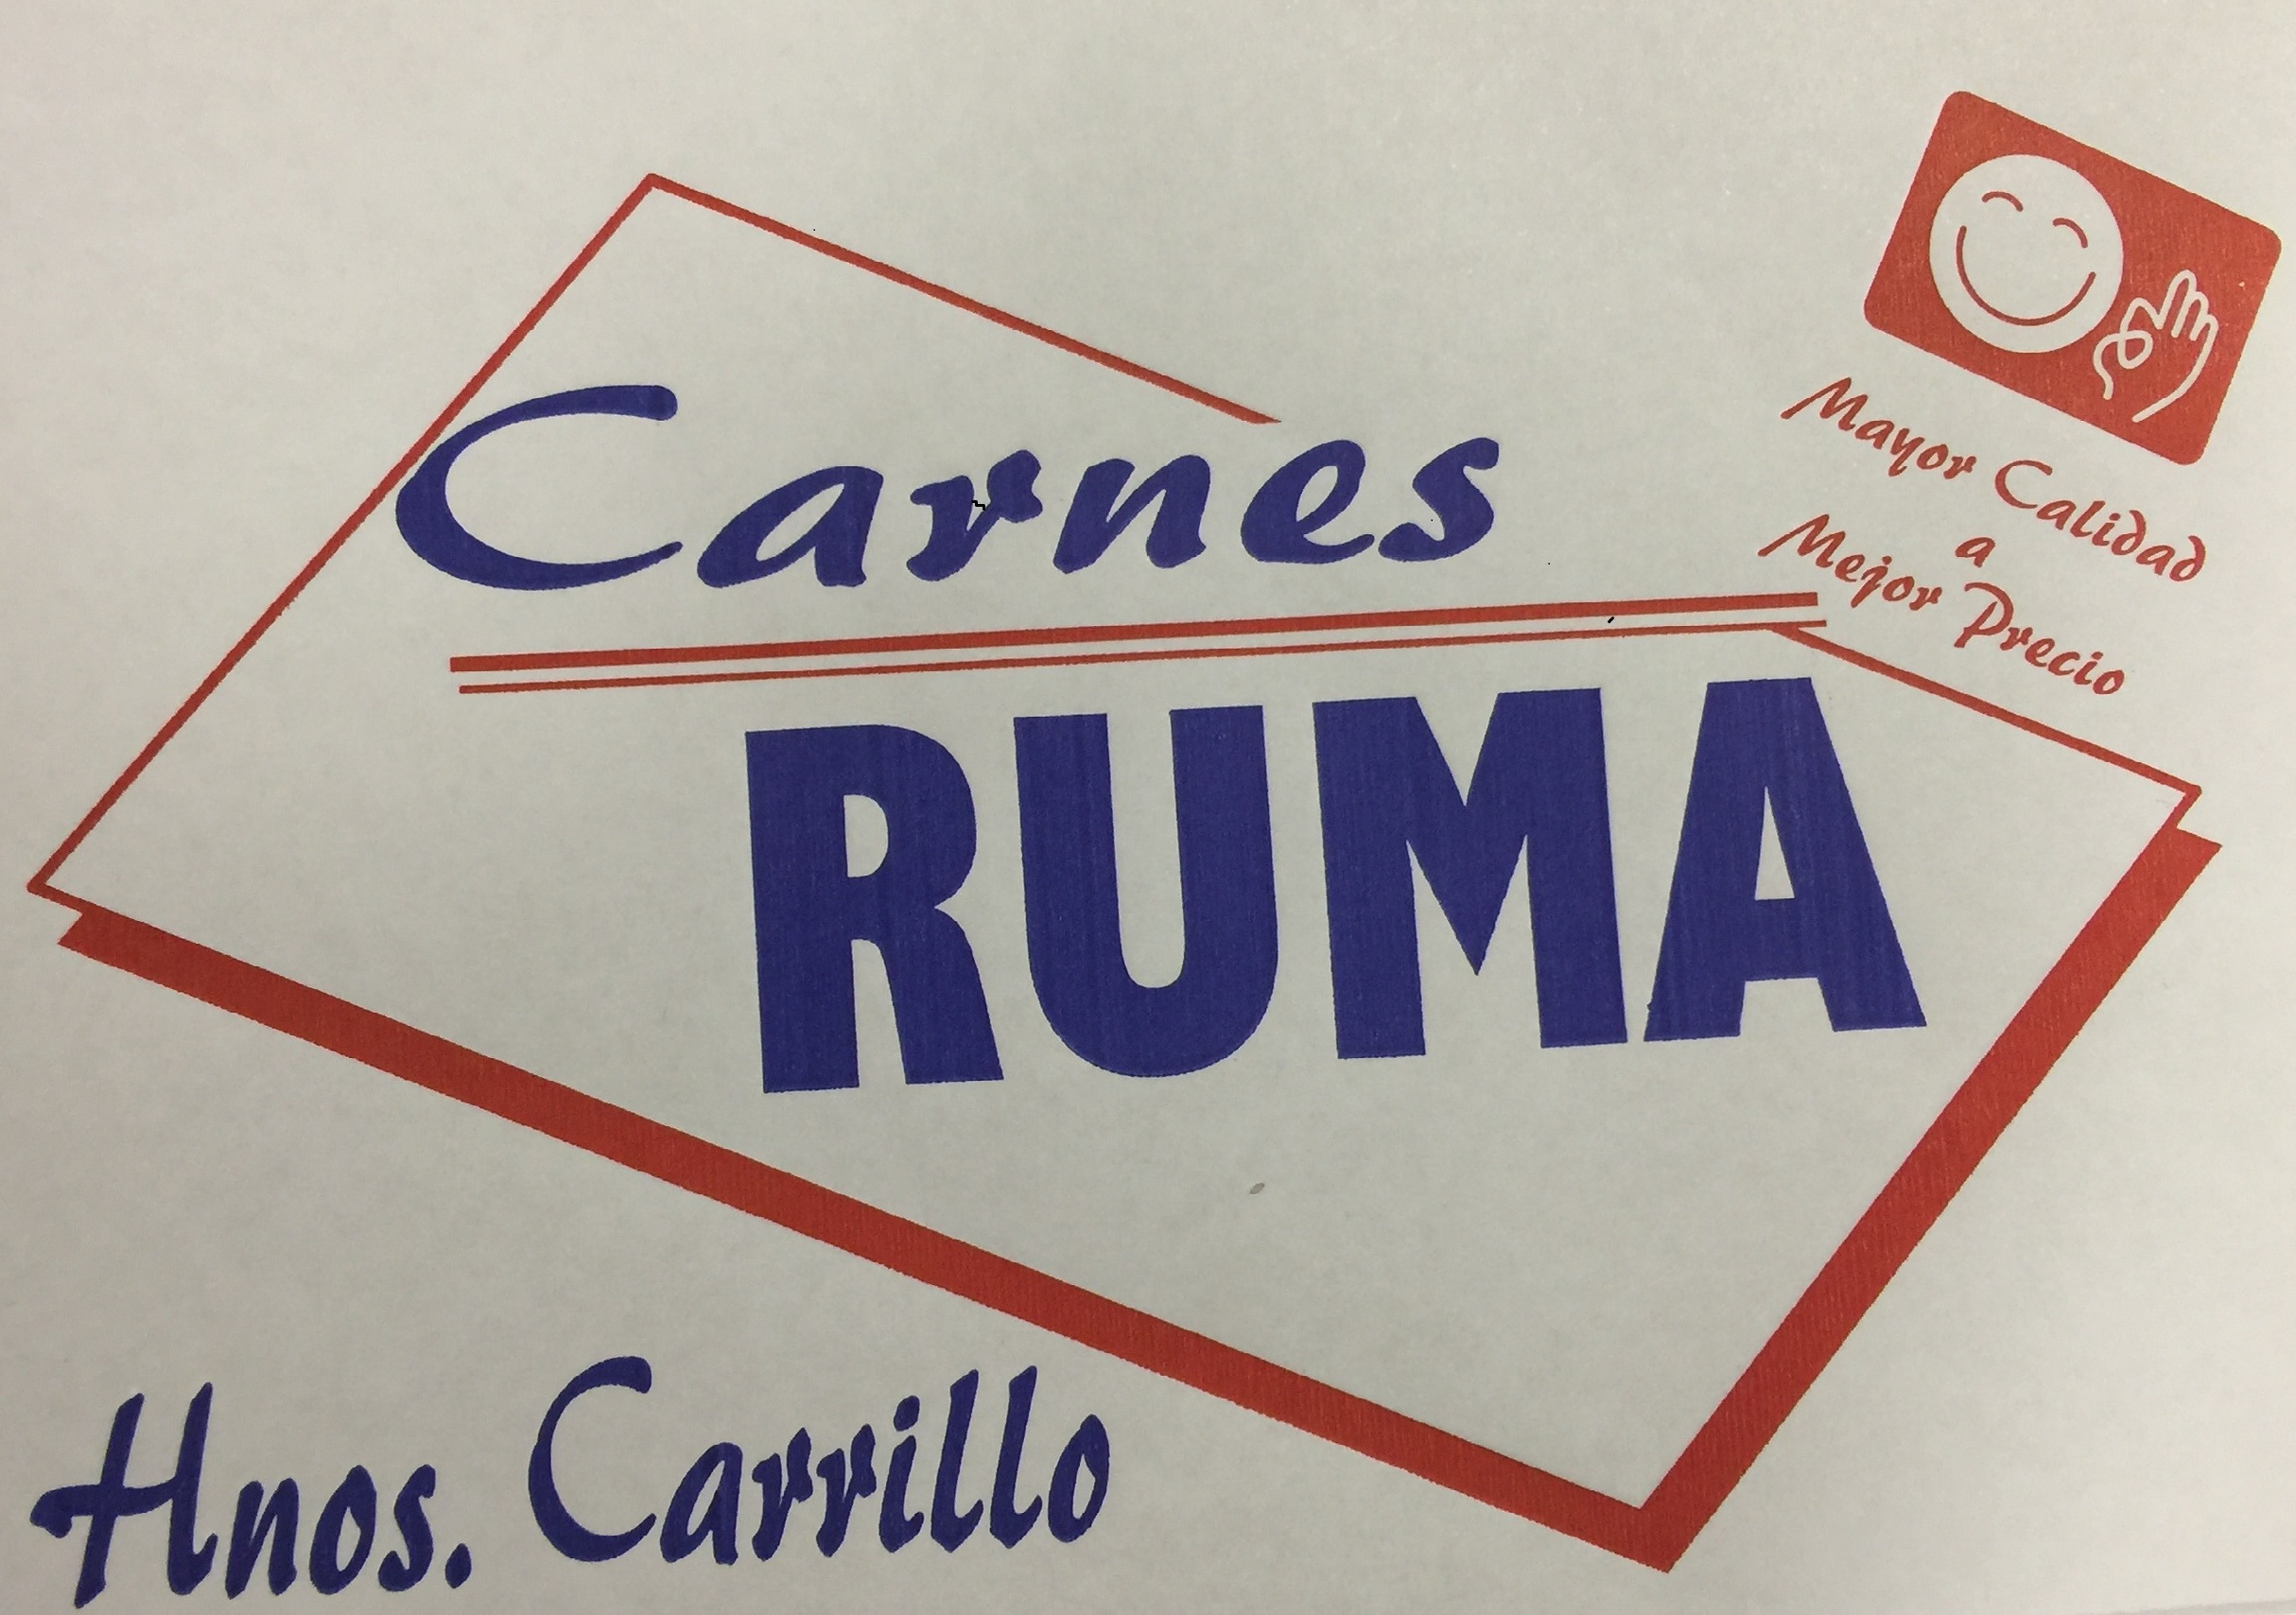 Carnes
RUMA
Mayor Calidad
a
Mejor Precio
Hnos. Carrillo